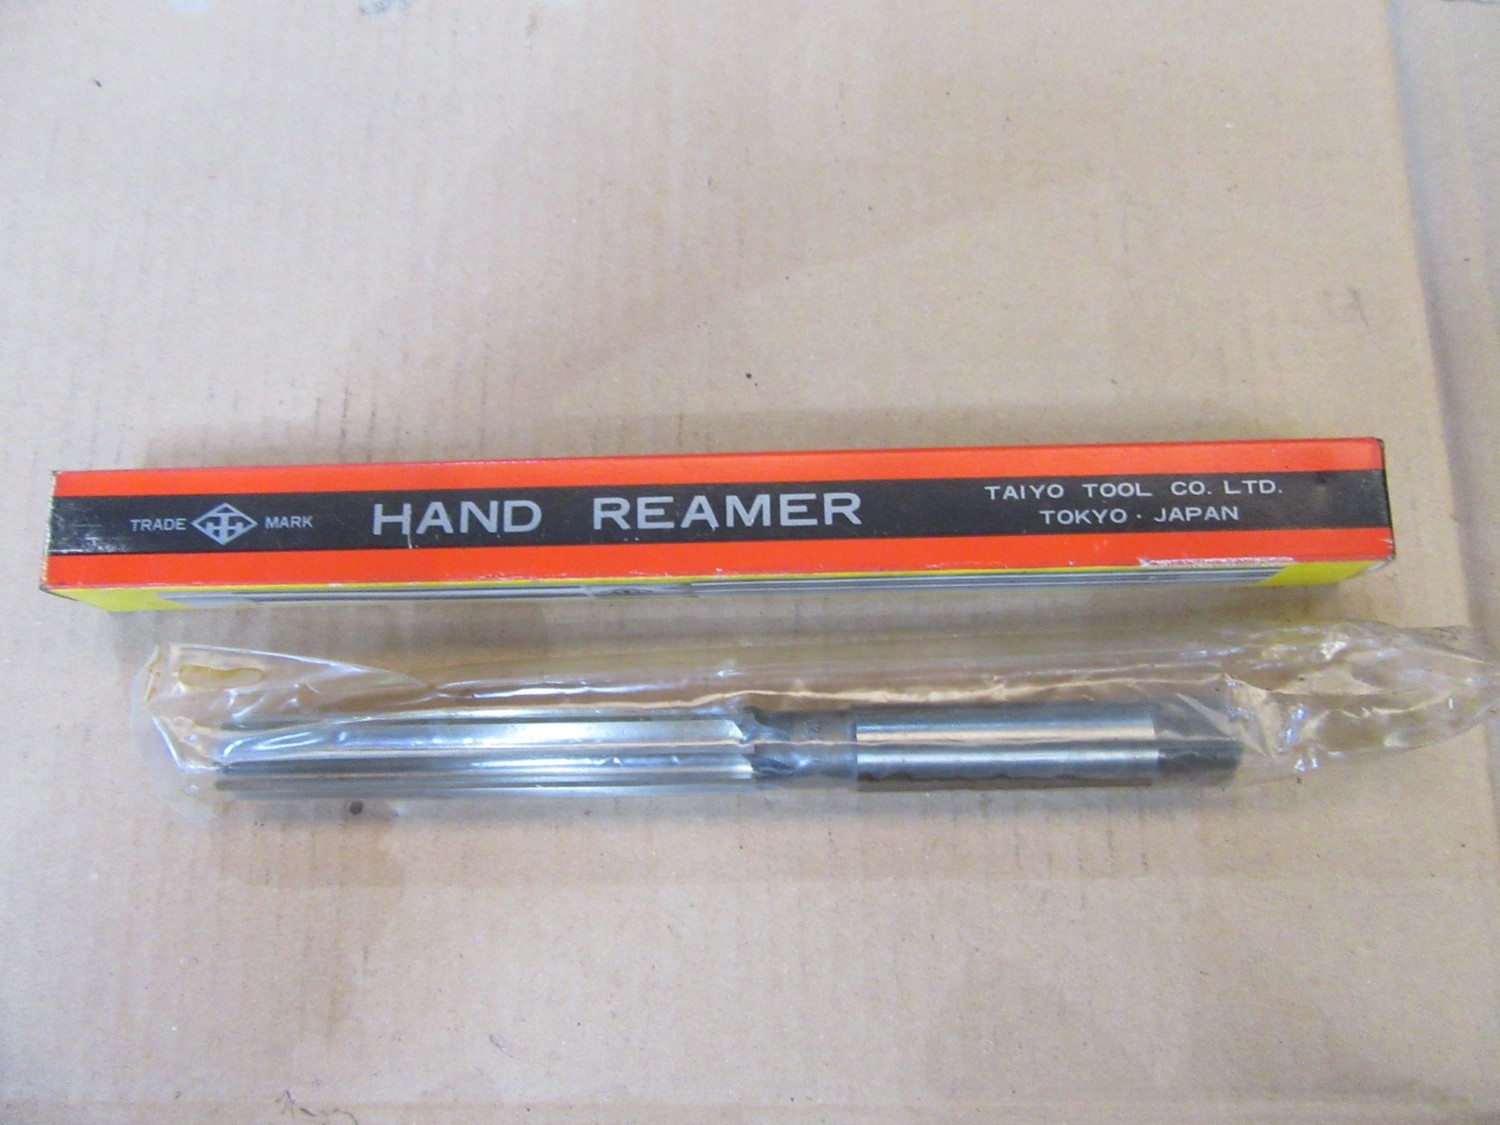 TRADE MARK
HAND REAMER
TAIYO TOOL CO. LTD.
TOKYO · JAPAN